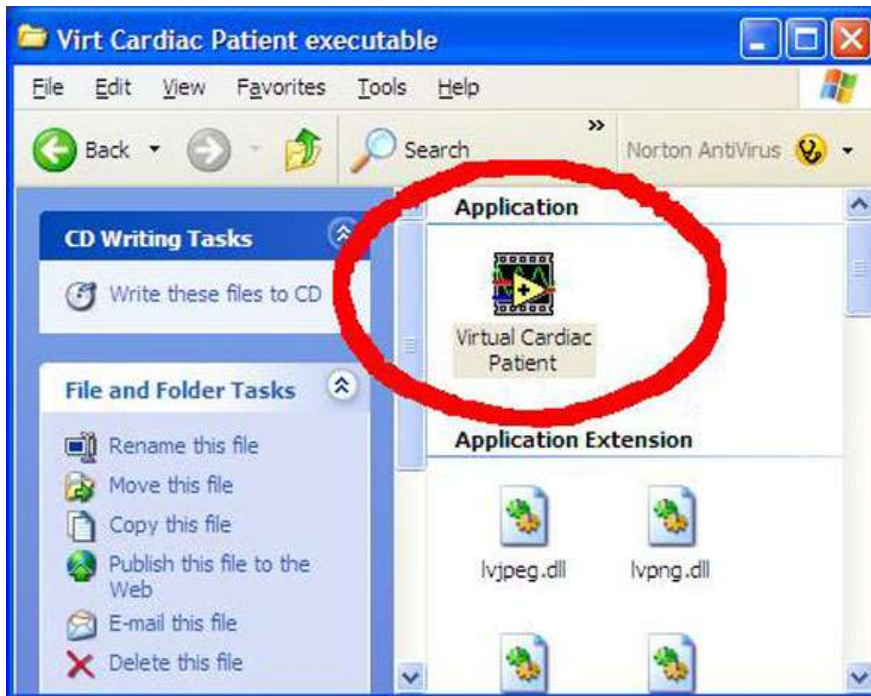 Virt Cardiac Patient executable
File Edit View Favorites Tools Help
Back Search » Norton AntiVirus
CD Writing Tasks
Write these files to CD
File and Folder Tasks
Rename this file
Move this file
Copy this file
Publish this file to the
Web
E-mail this file
Delete this file
Application
Virtual Cardiac
Patient
Application Extension
lvjpeg.dll lvpng.dll